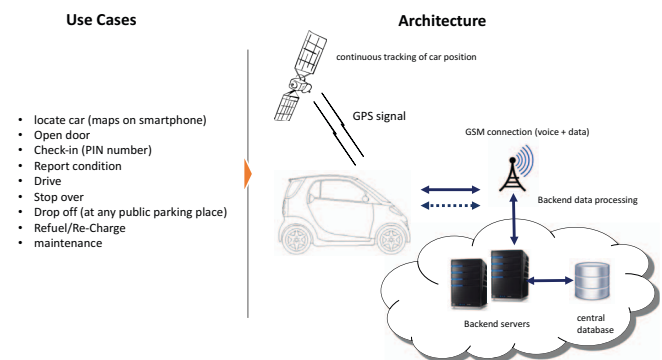 Use Cases
Architecture
locate car (maps on smartphone)
Open door
Check-in (PIN number)
Report condition
Drive
Stop over
Drop off (at any public parking place)
Refuel/Re-Charge
maintenance
continuous tracking of car position
GPS signal
GSM connection (voice + data)
Backend data processing
Backend servers
central
database